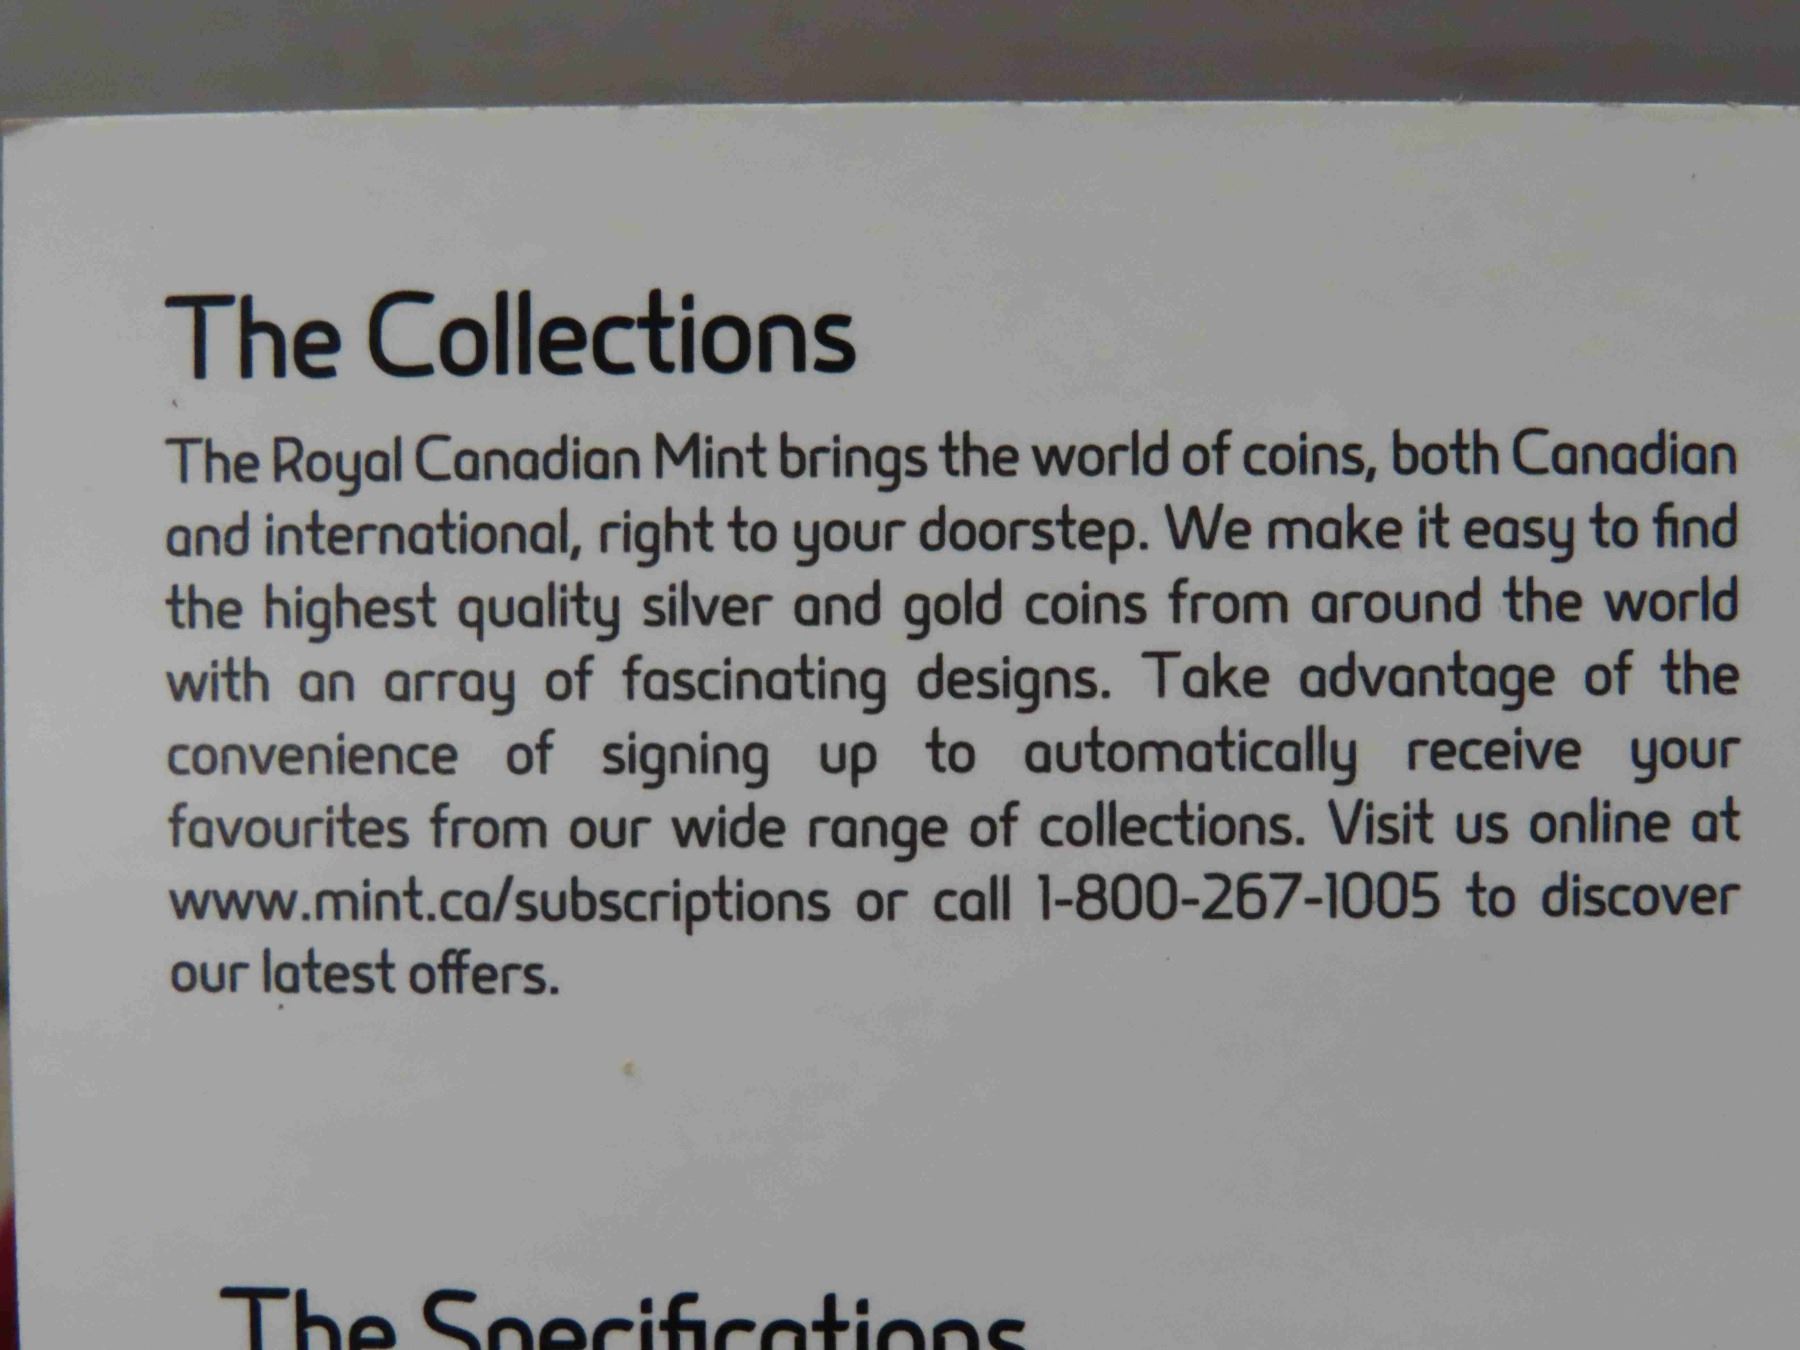 The Collections
The Royal Canadian Mint brings the world of coins, both Canadian
and international, right to your doorstep. We make it easy to find
the highest quality silver and gold coins from around the world
with an array of fascinating designs. Take advantage of the
convenience of signing up to automatically receive your
favourites from our wide range of collections. Visit us online at
www.mint.ca/subscriptions or call 1-800-267-1005 to discover
our latest offers.
The Specifications